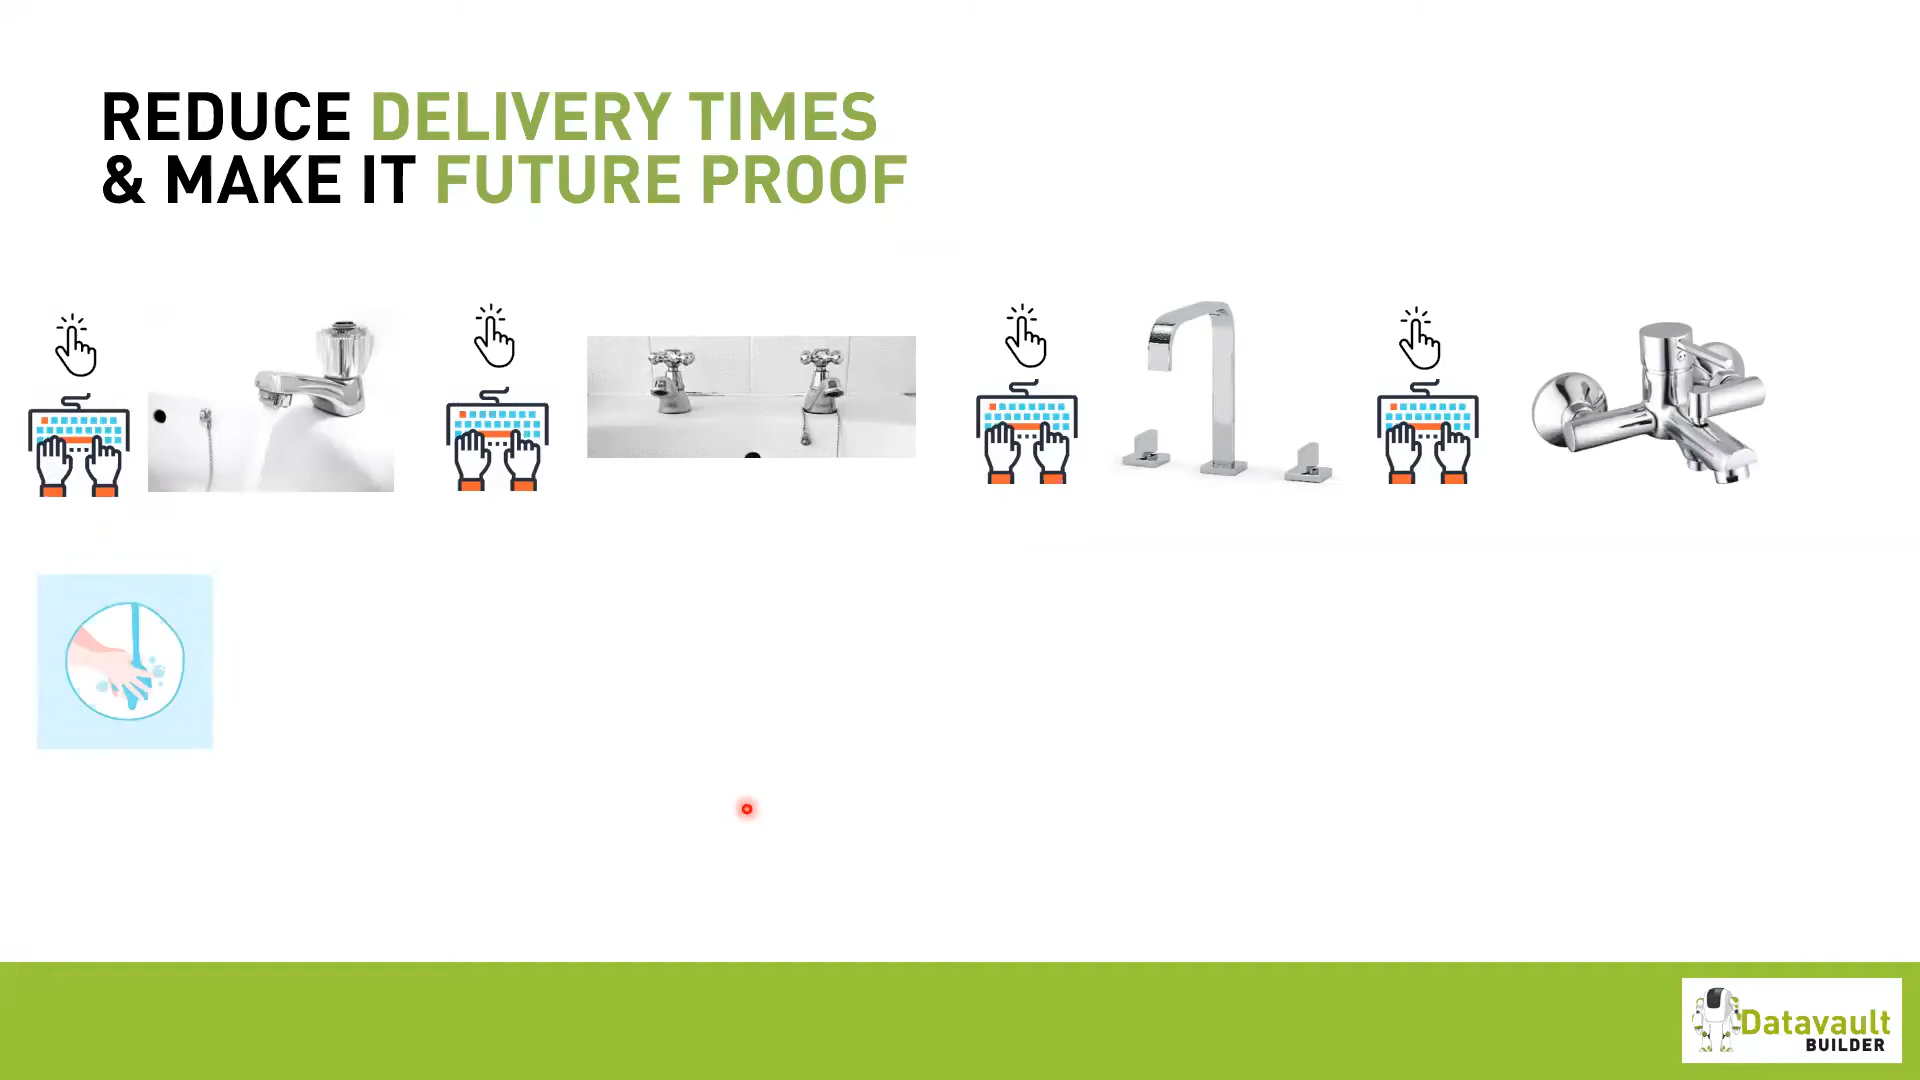 REDUCE DELIVERY TIMES
& MAKE IT FUTURE PROOF
Datavault
BUILDER